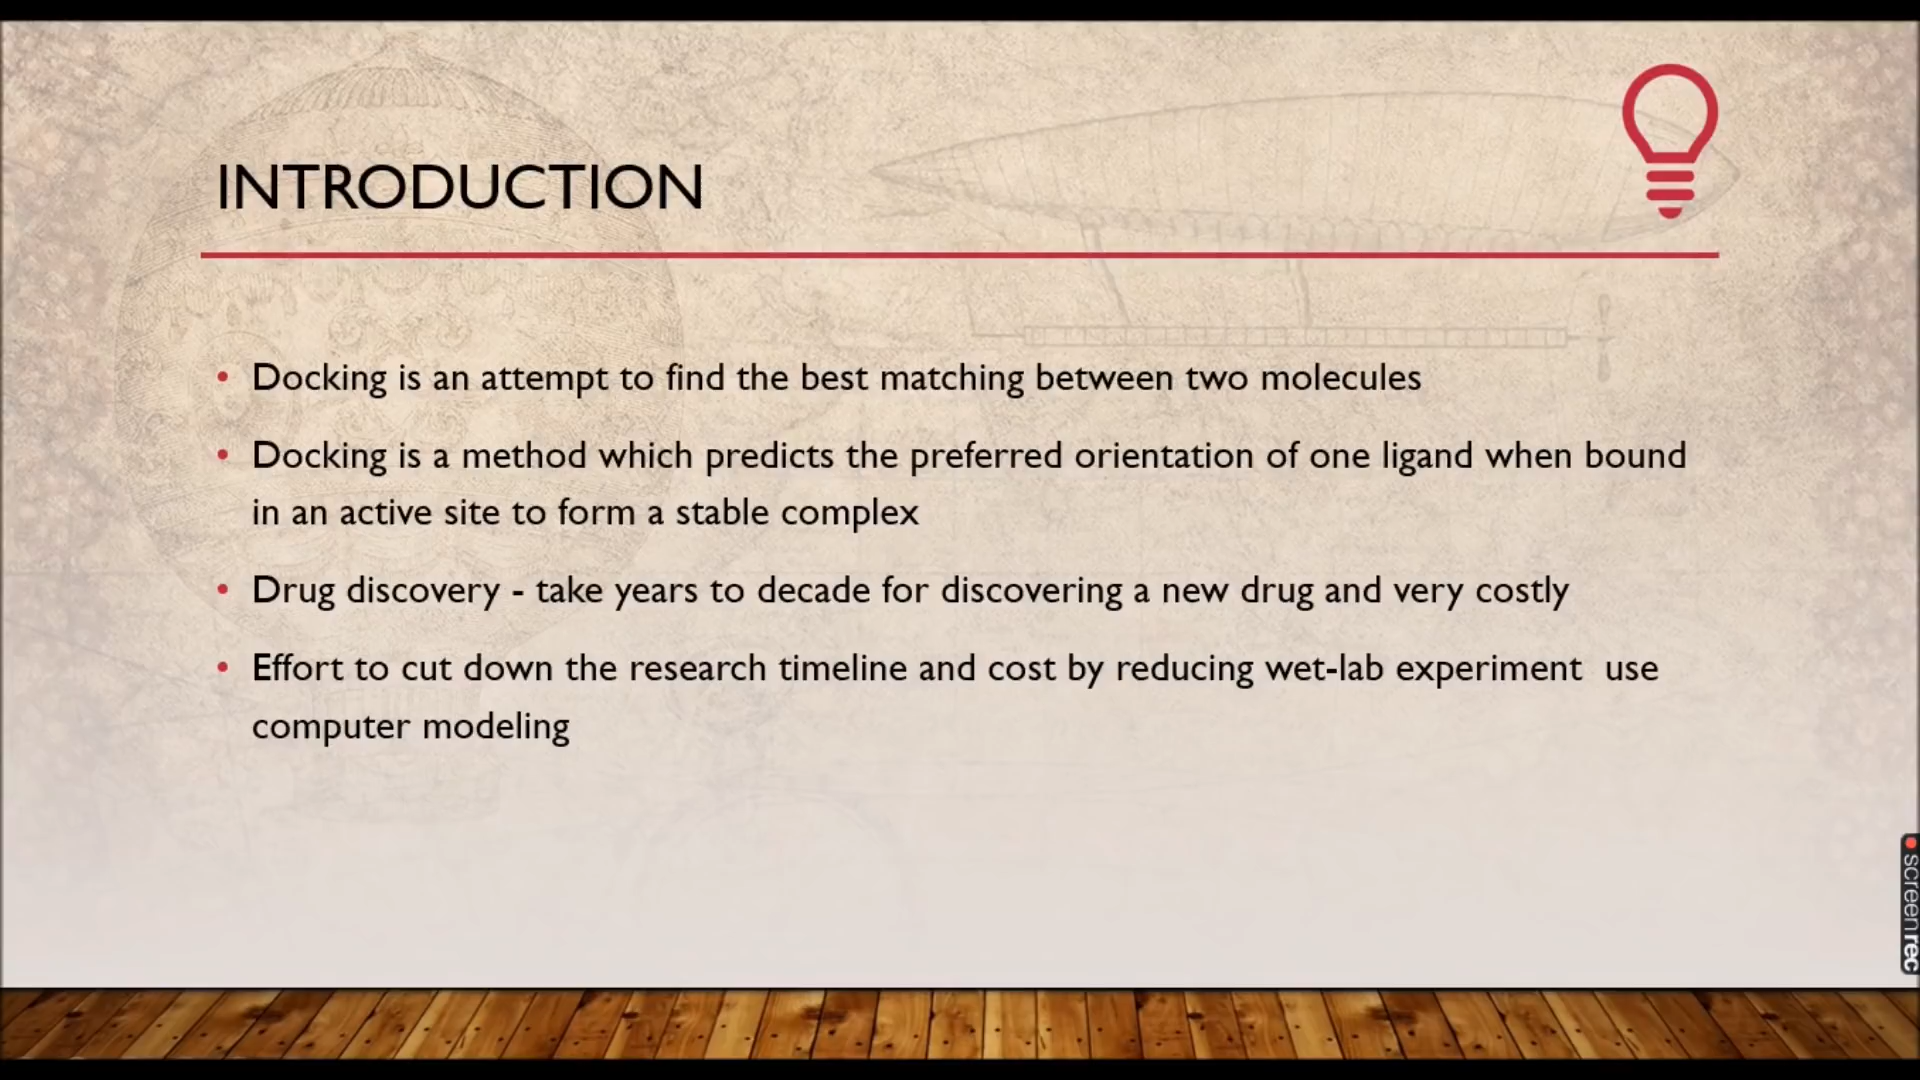 INTRODUCTION
• Docking is an attempt to find the best matching between two molecules
• Docking is a method which predicts the preferred orientation of one ligand when bound
in an active site to form a stable complex
• Drug discovery - take years to decade for discovering a new drug and very costly
• Effort to cut down the research timeline and cost by reducing wet-lab experiment  use
computer modeling
screenrec